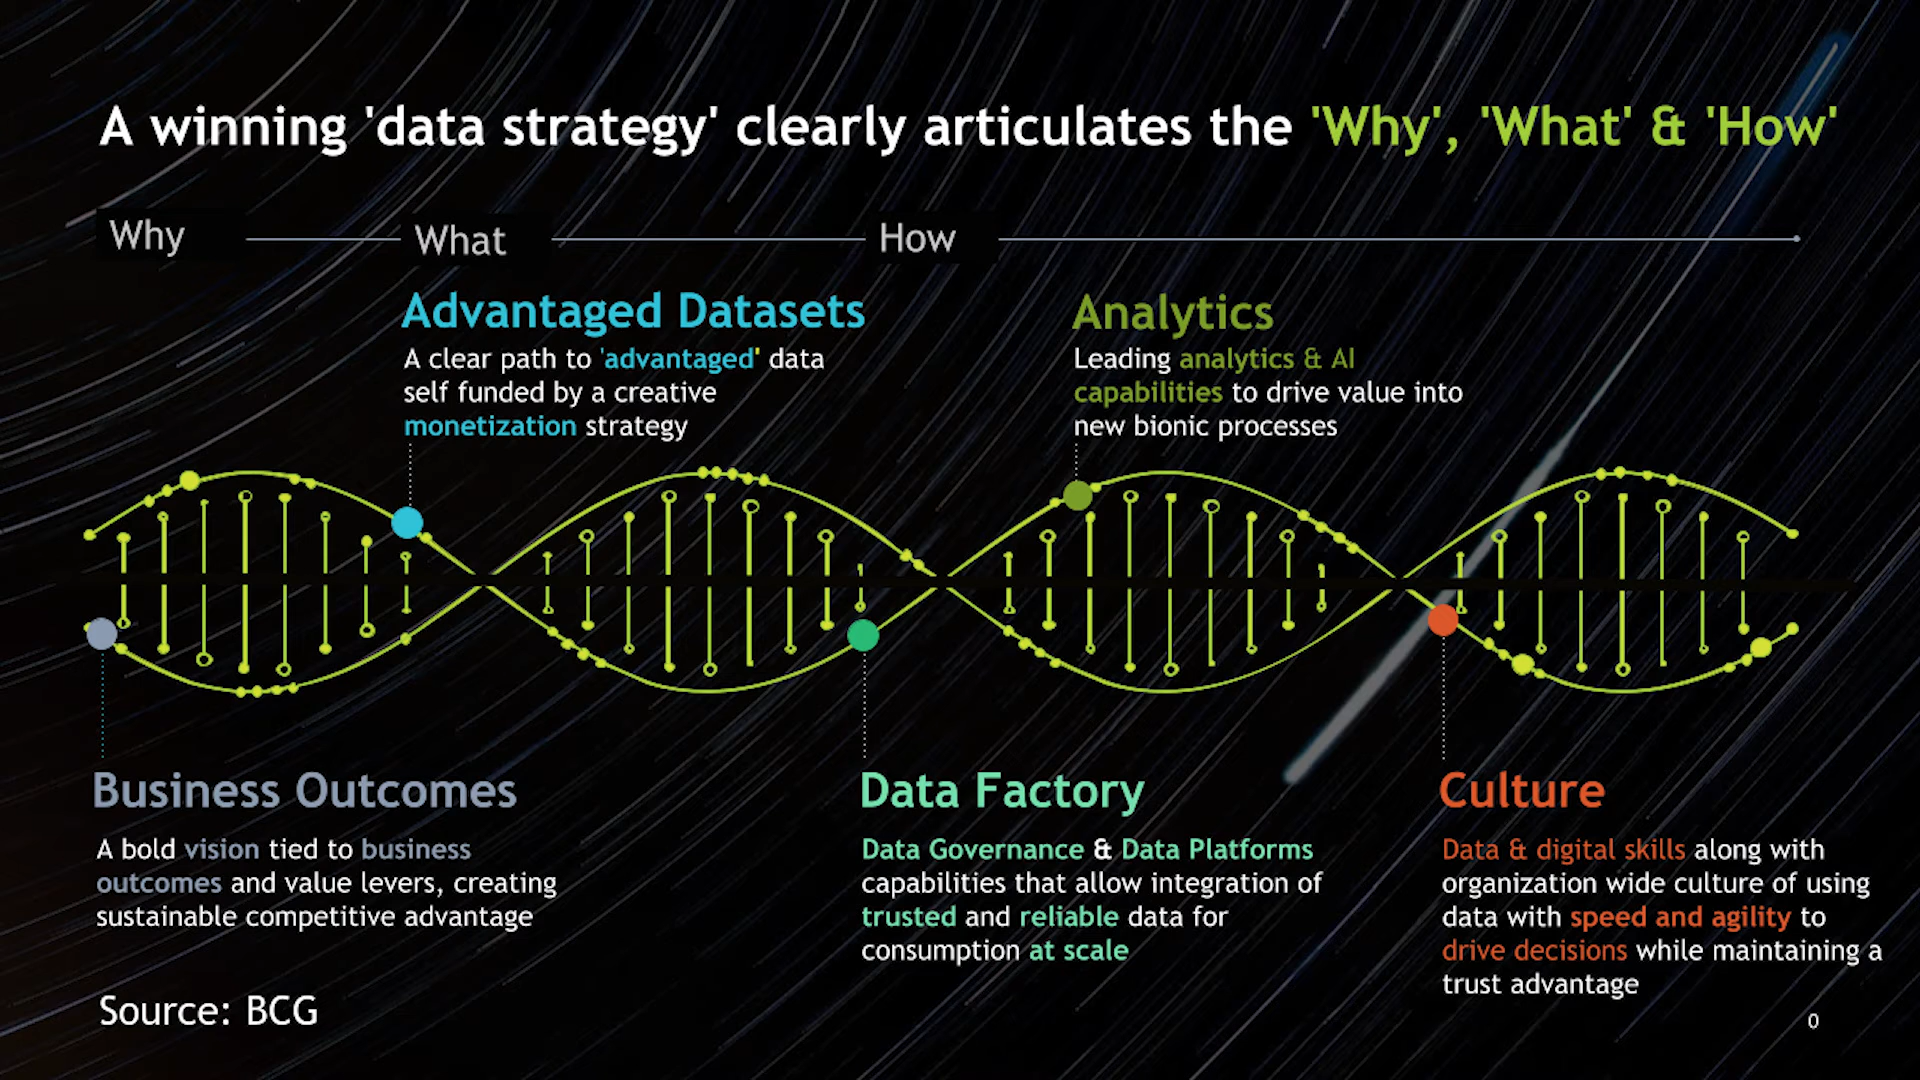 A winning 'data strategy' clearly articulates the 'Why', 'What' & 'How'
Why
What
How
Advantaged Datasets
A clear path to 'advantaged' data
self funded by a creative
monetization strategy
Analytics
Leading analytics & AI
capabilities to drive value into
new bionic processes
Business Outcomes
A bold vision tied to business
outcomes and value levers, creating
sustainable competitive advantage
Data Factory
Data Governance & Data Platforms
capabilities that allow integration of
trusted and reliable data for
consumption at scale
Culture
Data & digital skills along with
organization wide culture of using
data with speed and agility to
drive decisions while maintaining a
trust advantage
Source: BCG
0